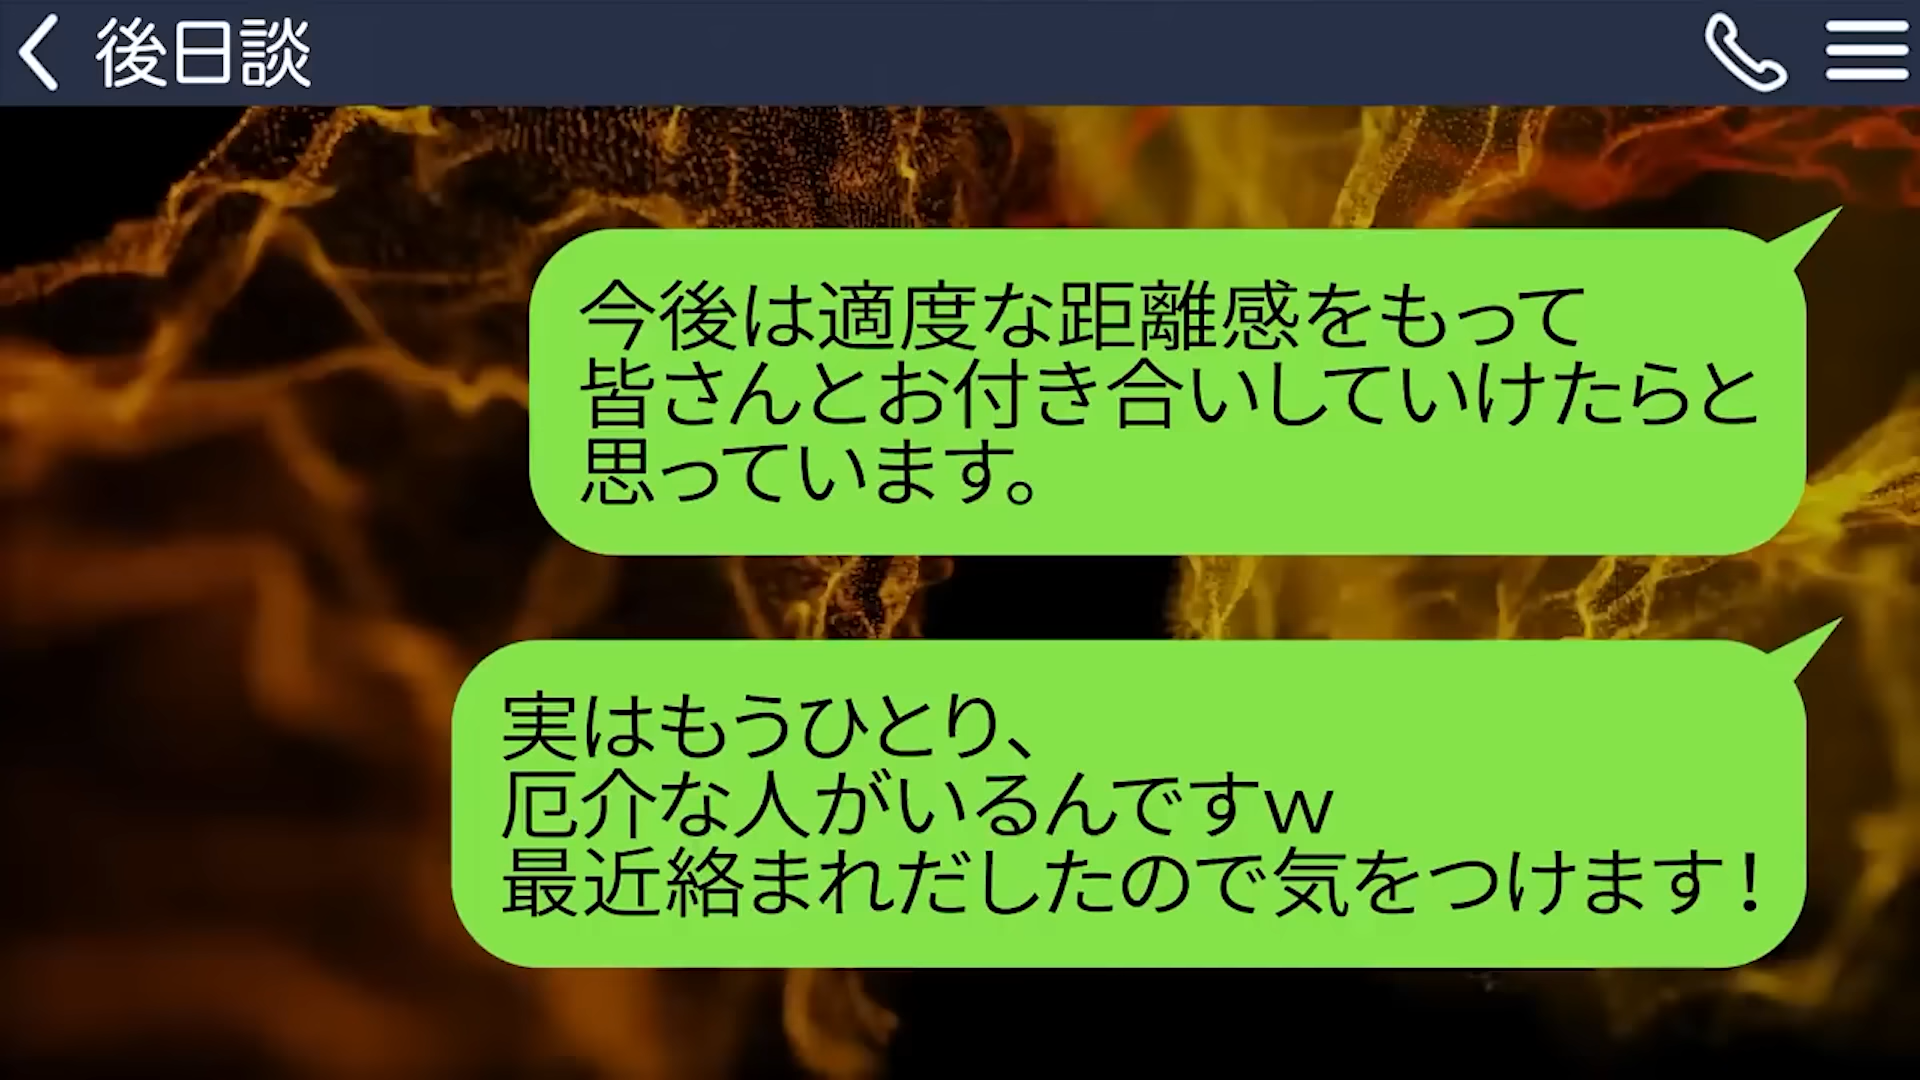 後日談
今後は適度な距離感をもって
皆さんとお付き合いしていけたらと
思っています。
実はもうひとり、
厄介な人がいるんですｗ
最近絡まれだしたので気をつけます！